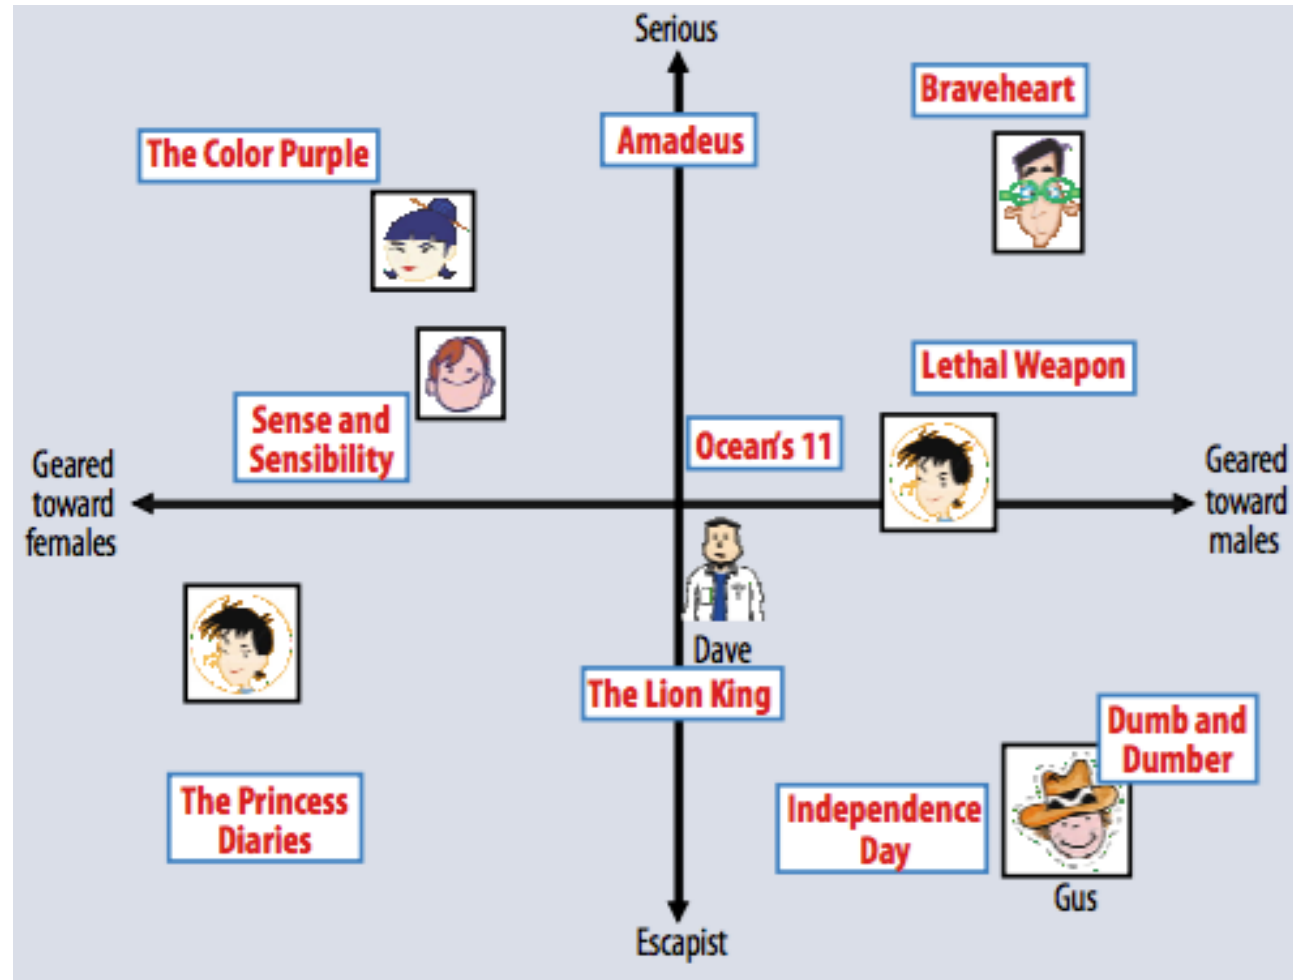 Serious
Braveheart
Amadeus
The Color Purple
Lethal Weapon
Sense and
Sensibility
Ocean's 11
Geared
toward
females
Geared
toward
males
Dave
The Lion King
Dumb and
Dumber
The Princess
Diaries
Independence
Day
Gus
Escapist